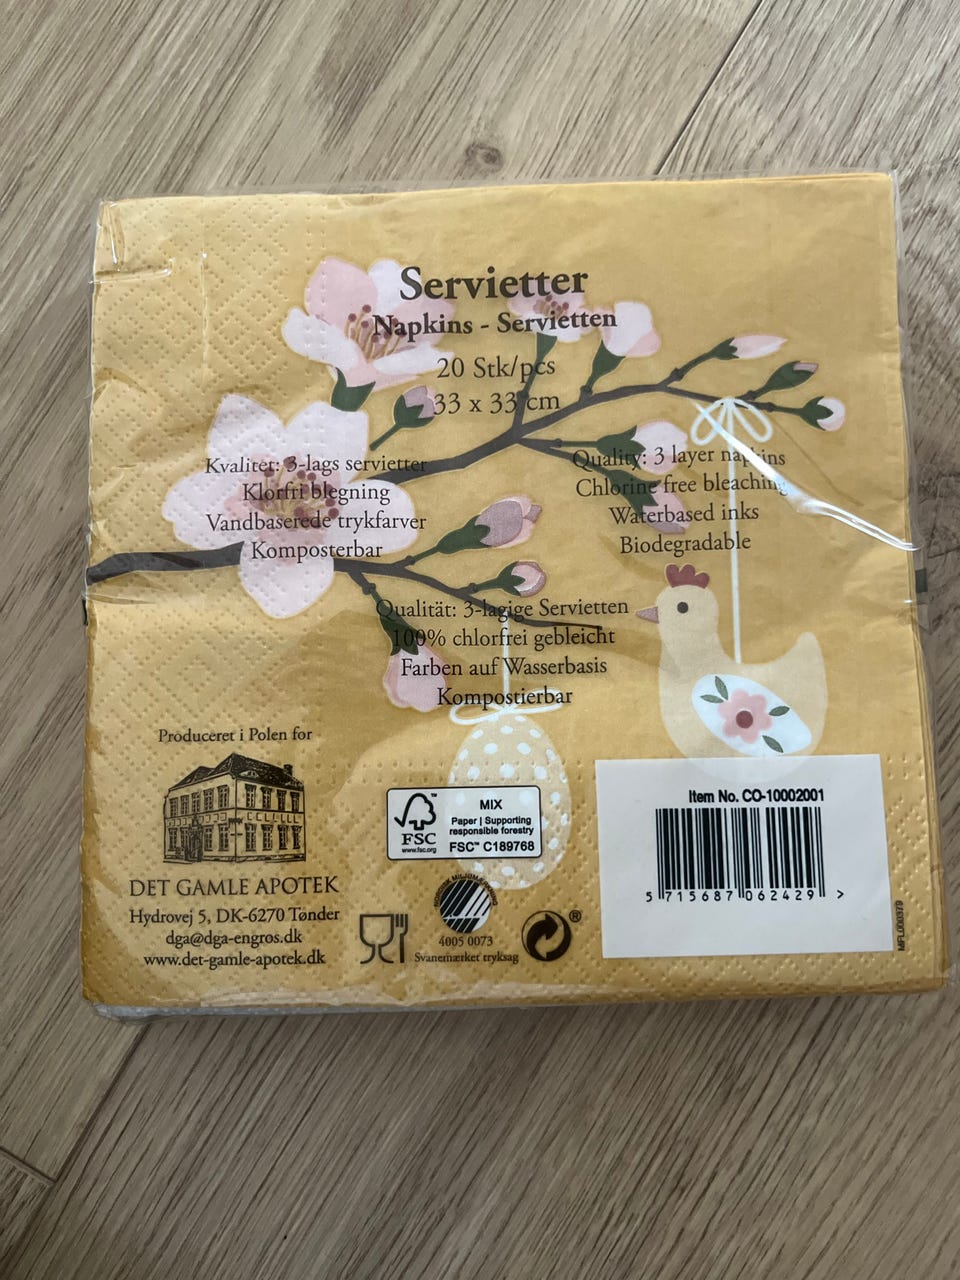 Servietter
Napkins - Servietten
20 Stk/pcs
33 x 33 cm
Kvalitet: 3-lags servietter
Klorfri blegning
Vandbaserede trykfarver
Komposterbar
Quality: 3 layer napkins
Chlorine free bleaching
Waterbased inks
Biodegradable
Qualität: 3-lagige Servietten
100% chlorfrei gebleicht
Farben auf Wasserbasis
Kompostierbar
Produceret i Polen for
DET GAMLE APOTEK
Hydrovej 5, DK-6270 Tønder
dga@dga-engros.dk
www.det-gamle-apotek.dk
FSC
www.fsc.org
MIX
Paper | Supporting
responsible forestry
FSC™ C189768
NORDISK MILJØMÆRKNING
4005 0073
Svanemærket tryksag
®
Item No. CO-10002001
5 715687 062429 >
MFL000379